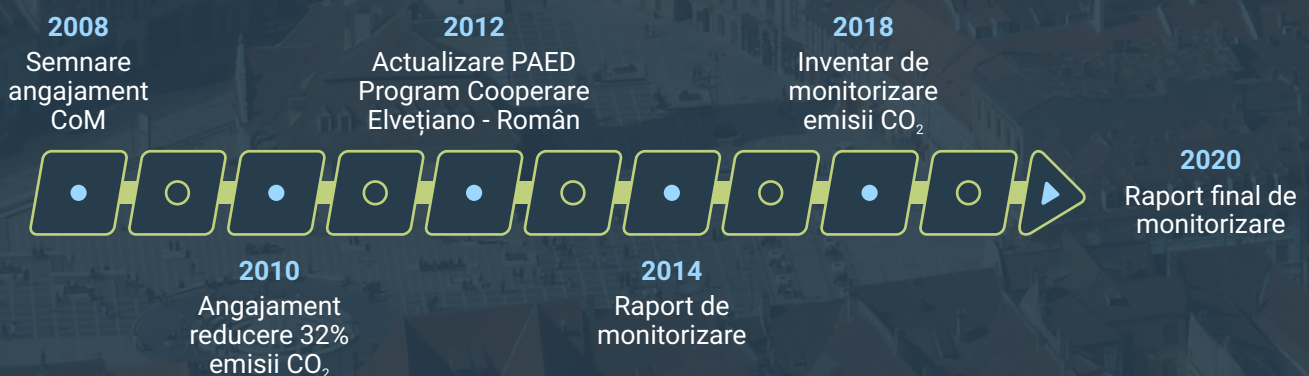 2008
Semnare
angajament
CoM
2010
Angajament
reducere 32%
emisii CO₂
2012
Actualizare PAED
Program Cooperare
Elvețiano - Român
2014
Raport de
monitorizare
2018
Inventar de
monitorizare
emisii CO₂
2020
Raport final de
monitorizare